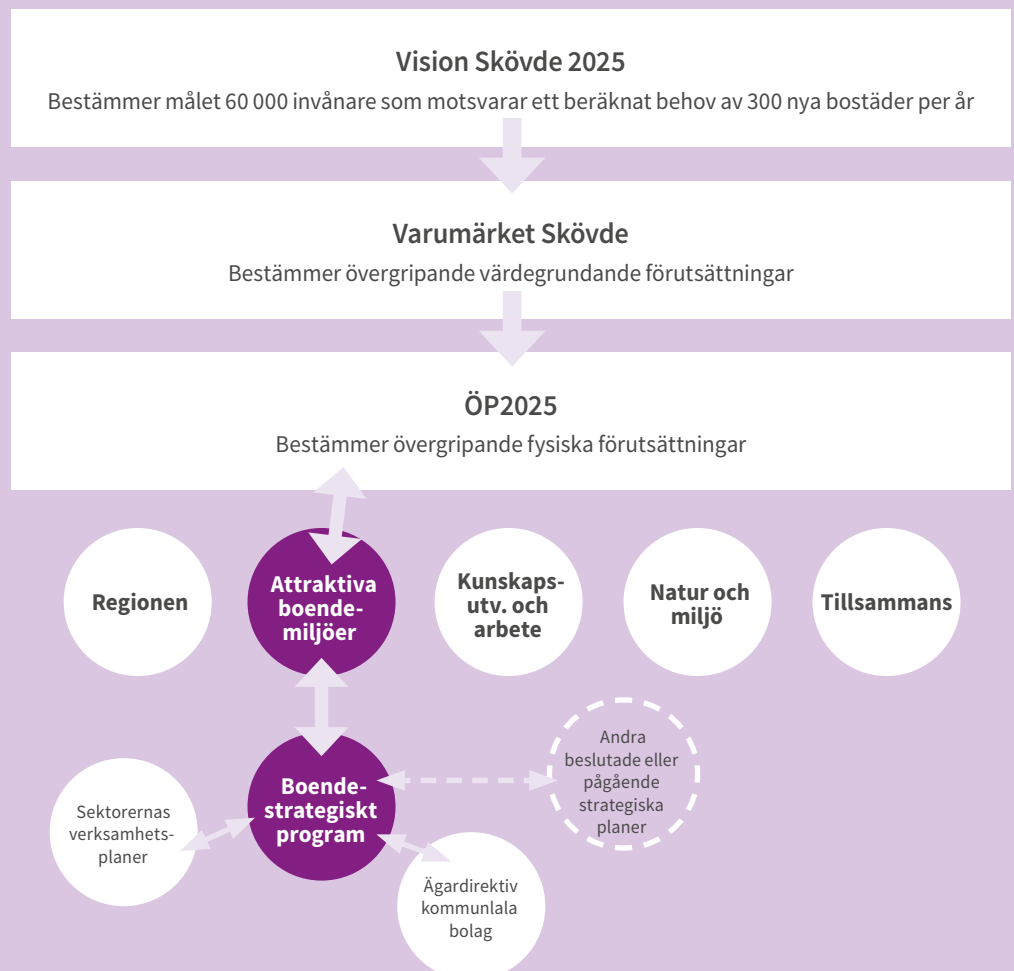 Vision Skövde 2025
Bestämmer målet 60 000 invånare som motsvarar ett beräknat behov av 300 nya bostäder per år
Varumärket Skövde
Bestämmer övergripande värdegrundande förutsättningar
ÖP2025
Bestämmer övergripande fysiska förutsättningar
Regionen
Attraktiva
boende-
miljöer
Kunskaps-
utv. och
arbete
Natur och
miljö
Tillsammans
Sektorernas
verksamhets-
planer
Boende-
strategiskt
program
Andra
beslutade eller
pågående
strategiska
planer
Ägardirektiv
kommunlala
bolag